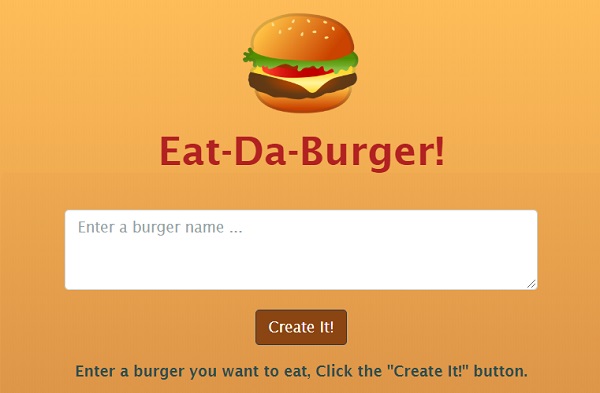 Eat-Da-Burger!
Enter a burger name ...
Create It!
Enter a burger you want to eat, Click the "Create It!" button.